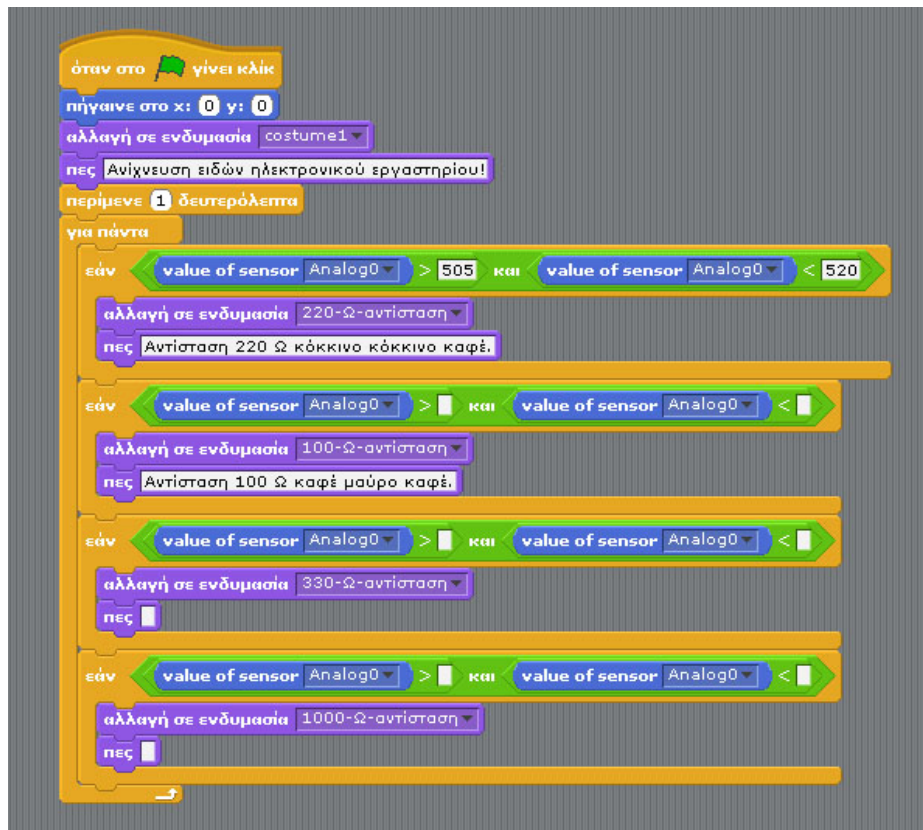 όταν στο γίνει κλίκ
πήγαινε στο x: 0 y: 0
αλλαγή σε ενδυμασία costume1
πες Ανίχνευση ειδών ηλεκτρονικού εργαστηρίου!
περίμενε 1 δευτερόλεπτα
για πάντα
εάν value of sensor Analog0 > 505 και value of sensor Analog0 < 520
αλλαγή σε ενδυμασία 220-Ω-αντίσταση
πες Αντίσταση 220 Ω κόκκινο κόκκινο καφέ.
εάν value of sensor Analog0 > και value of sensor Analog0 <
αλλαγή σε ενδυμασία 100-Ω-αντίσταση
πες Αντίσταση 100 Ω καφέ μαύρο καφέ.
εάν value of sensor Analog0 > και value of sensor Analog0 <
αλλαγή σε ενδυμασία 330-Ω-αντίσταση
πες
εάν value of sensor Analog0 > και value of sensor Analog0 <
αλλαγή σε ενδυμασία 1000-Ω-αντίσταση
πες